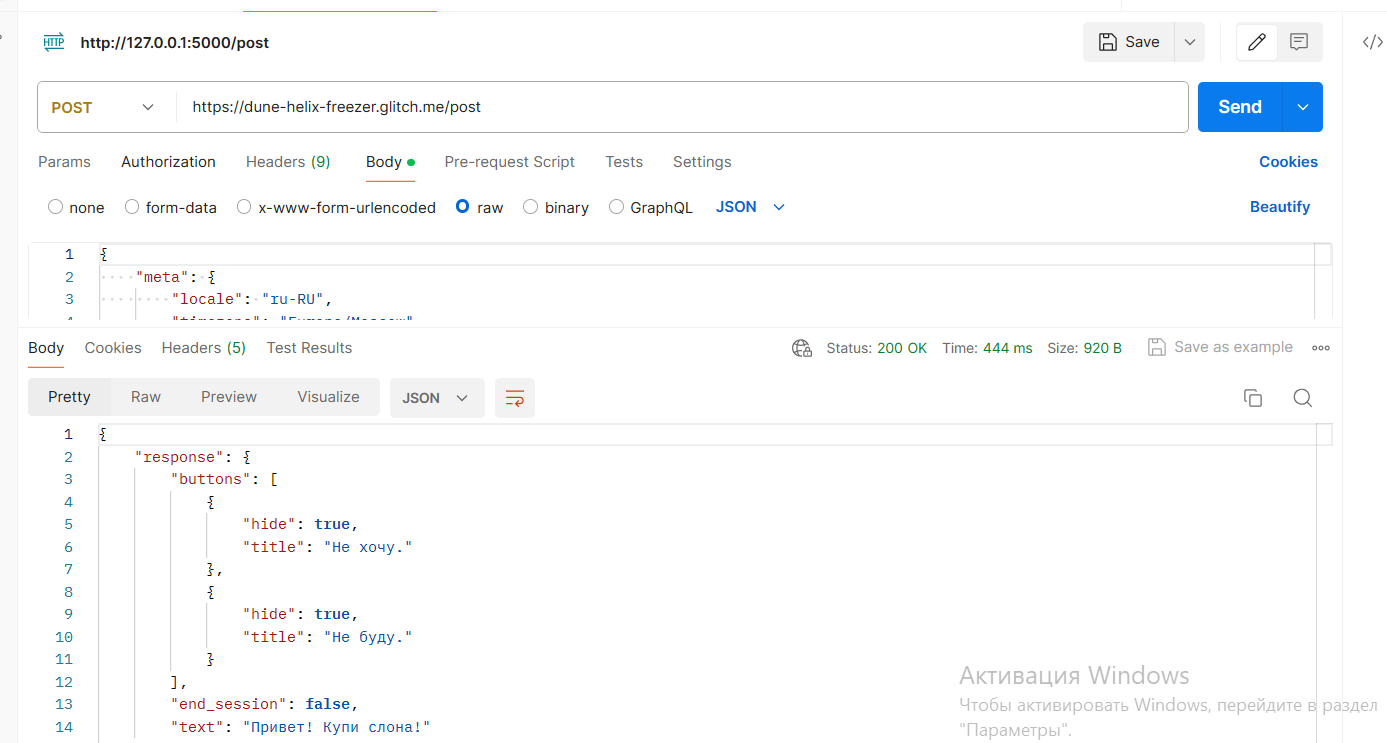 HTTP http://127.0.0.1:5000/post Save </>
POST https://dune-helix-freezer.glitch.me/post Send
Params Authorization Headers (9) Body Pre-request Script Tests Settings Cookies
none form-data x-www-form-urlencoded raw binary GraphQL JSON Beautify
1 {
2 "meta": {
3 "locale": "ru-RU",
4 "timezone": "Europe/Moscow"
Body Cookies Headers (5) Test Results Status: 200 OK Time: 444 ms Size: 920 B Save as example
Pretty Raw Preview Visualize JSON
1 {
2 "response": {
3 "buttons": [
4 {
5 "hide": true,
6 "title": "Не хочу."
7 },
8 {
9 "hide": true,
10 "title": "Не буду."
11 }
12 ],
13 "end_session": false,
14 "text": "Привет! Купи слона!"
Активация Windows
Чтобы активировать Windows, перейдите в раздел
"Параметры".